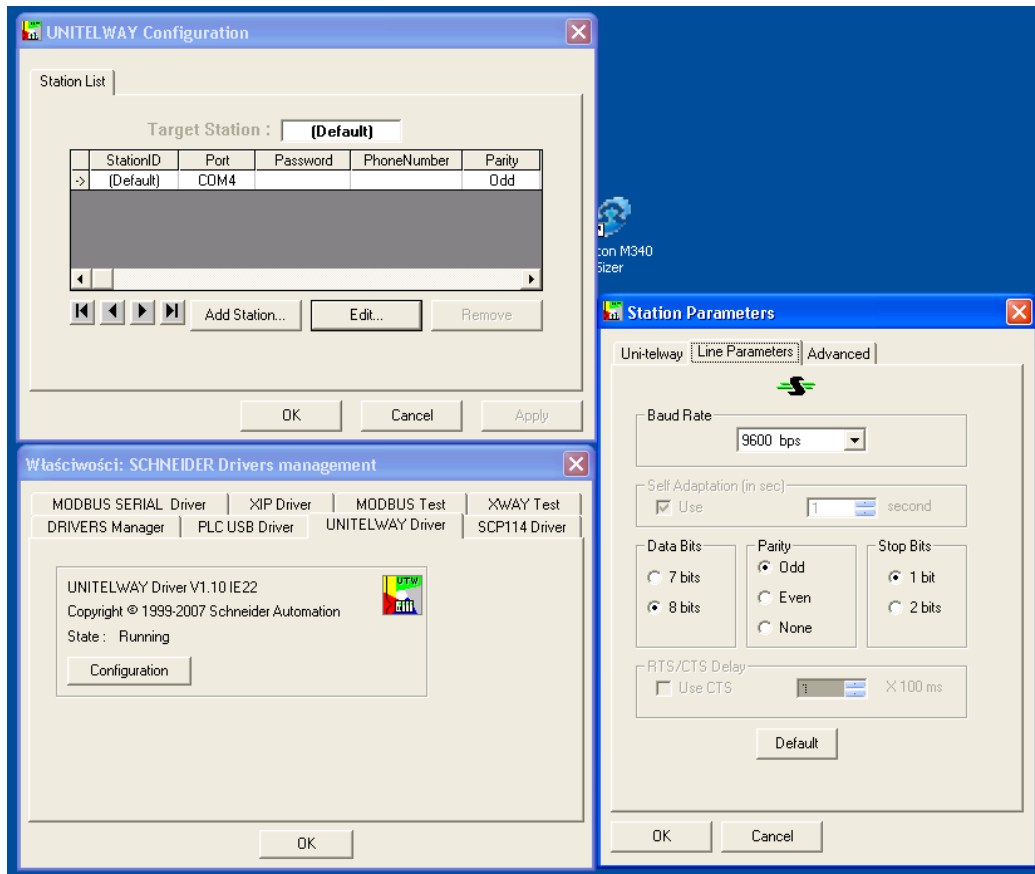 UNITELWAY Configuration
Station List
Target Station : (Default)
StationID Port Password PhoneNumber Parity
-> (Default) COM4 Odd
Add Station... Edit... Remove
OK Cancel Apply
con M340
Sizer
Station Parameters
Uni-telway Line Parameters Advanced
S
Baud Rate
9600 bps
Self Adaptation (in sec)
Use 1 second
Data Bits Parity Stop Bits
7 bits Odd 1 bit
8 bits Even 2 bits
None
RTS/CTS Delay
Use CTS 1 X 100 ms
Default
OK Cancel
Właściwości: SCHNEIDER Drivers management
MODBUS SERIAL Driver XIP Driver MODBUS Test XWAY Test
DRIVERS Manager PLC USB Driver UNITELWAY Driver SCP114 Driver
UNITELWAY Driver V1.10 IE22 UTW
Copyright © 1999-2007 Schneider Automation
State : Running
Configuration
OK